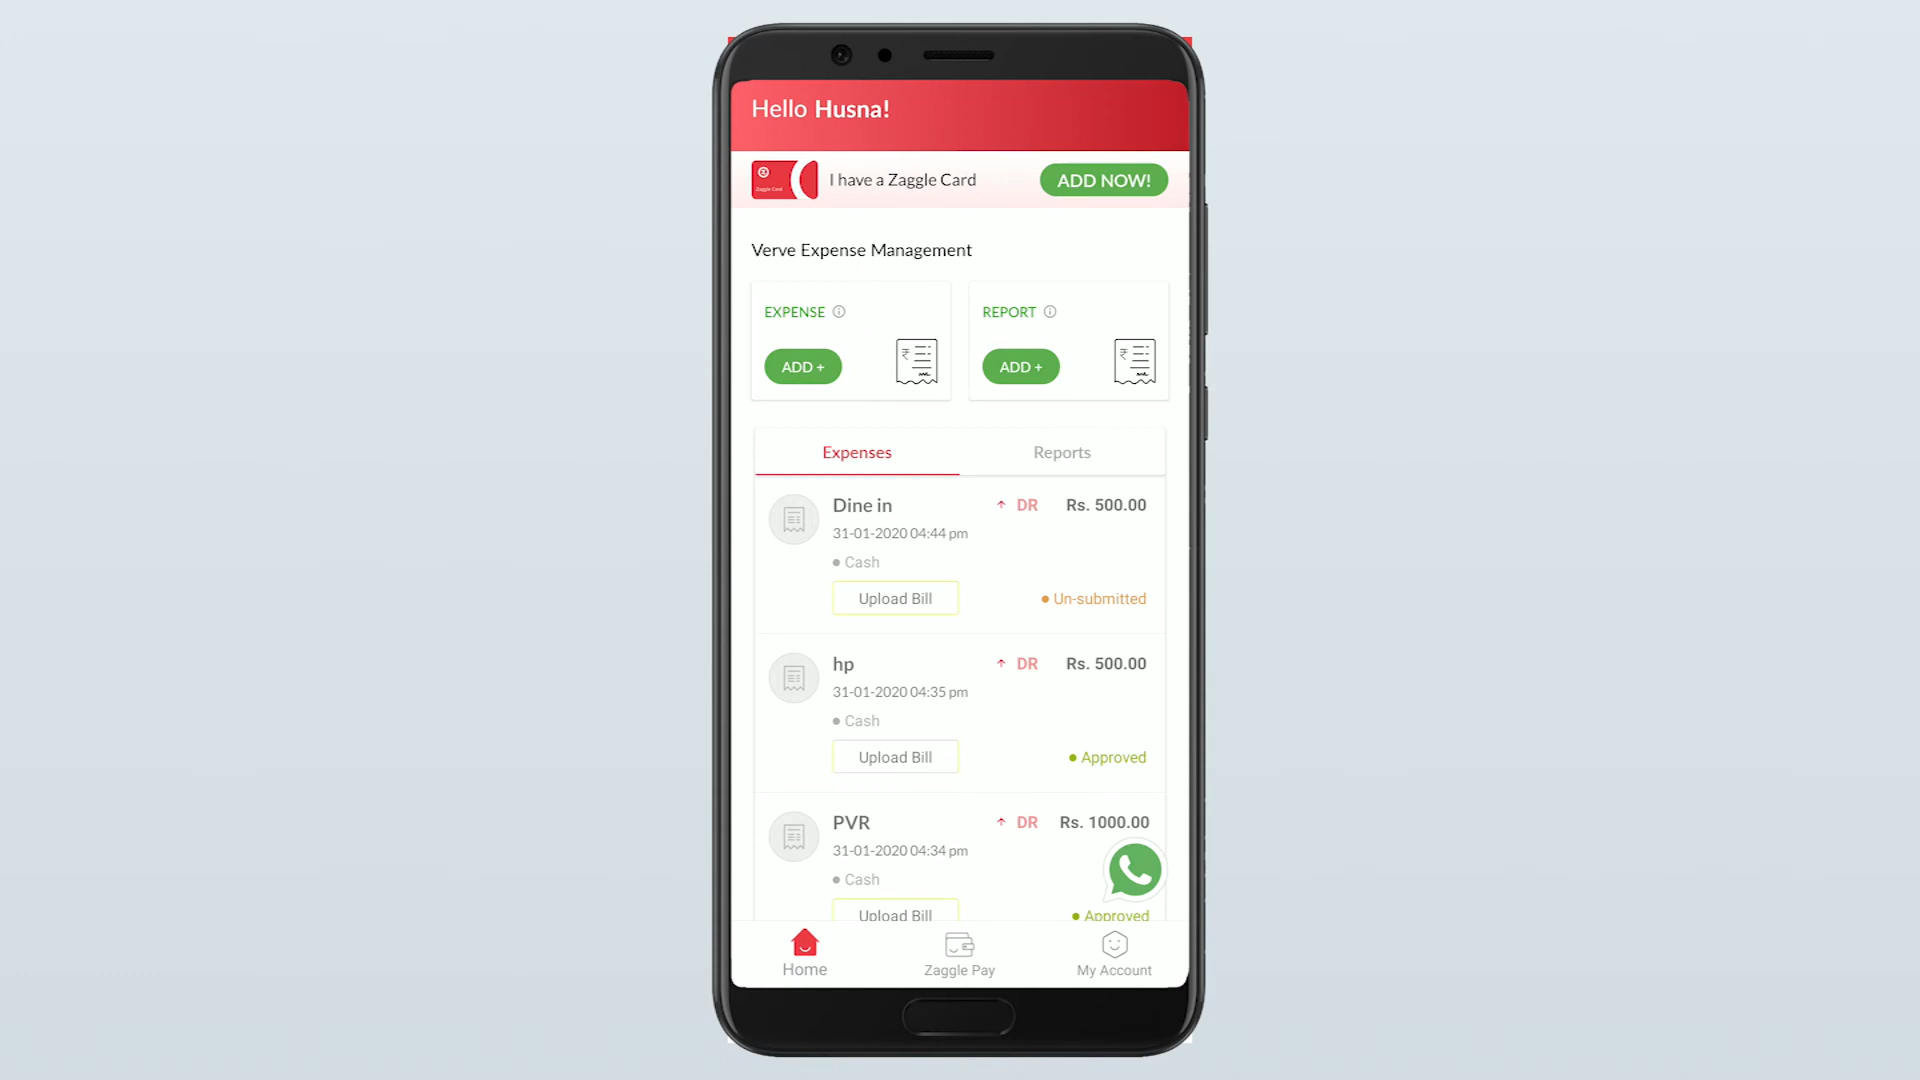 Hello Husna!
Zaggle Card
I have a Zaggle Card
ADD NOW!
Verve Expense Management
EXPENSE
REPORT
ADD +
ADD +
Expenses
Reports
Dine in
DR
Rs. 500.00
31-01-2020 04:44 pm
Cash
Upload Bill
Un-submitted
hp
DR
Rs. 500.00
31-01-2020 04:35 pm
Cash
Upload Bill
Approved
PVR
DR
Rs. 1000.00
31-01-2020 04:34 pm
Cash
Upload Bill
Approved
Home
Zaggle Pay
My Account